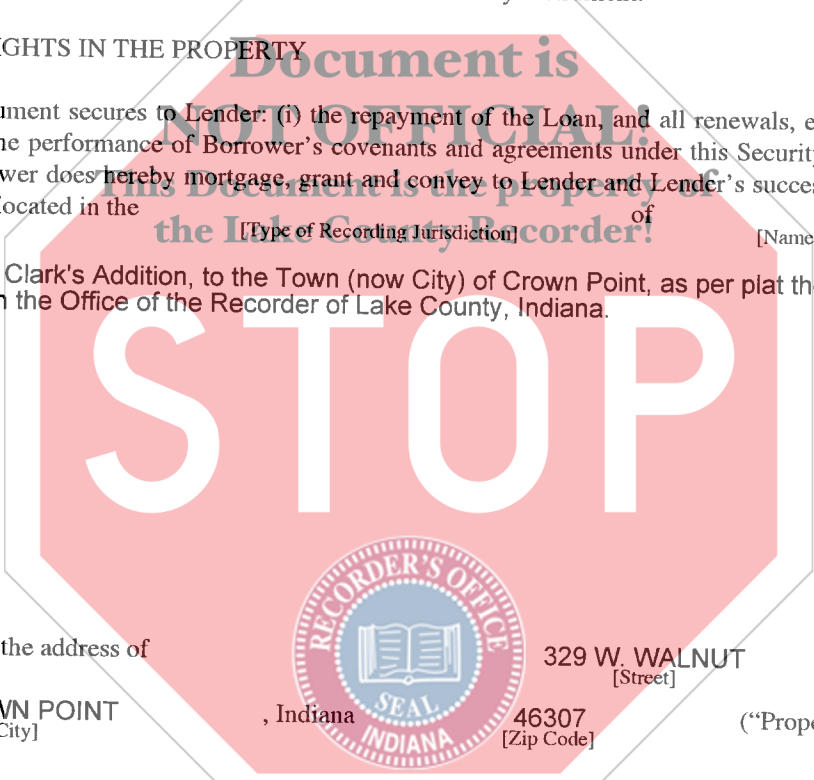 Document is
NOT OFFICIAL!
This Document is the property of
the Lake County Recorder!
IGHTS IN THE PROPERTY
ument secures to Lender: (i) the repayment of the Loan, and all renewals, e
ne performance of Borrower's covenants and agreements under this Security
wer does hereby mortgage, grant and convey to Lender and Lender's succes
located in the of
[Type of Recording Jurisdiction] [Name
Clark's Addition, to the Town (now City) of Crown Point, as per plat th
n the Office of the Recorder of Lake County, Indiana.
STOP
RECORDER'S OFFICE
SEAL
INDIANA
the address of 329 W. WALNUT
[Street]
WN POINT , Indiana 46307 ("Prope
City] [Zip Code]